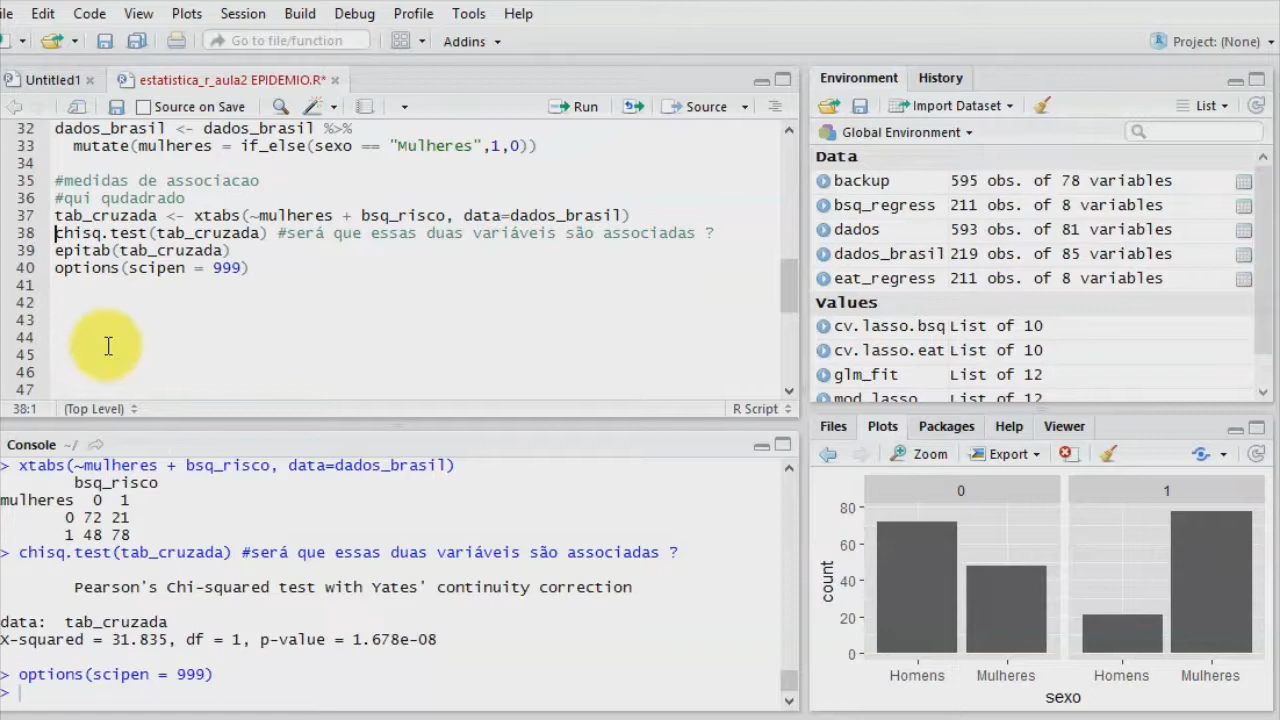 ile Edit Code View Plots Session Build Debug Profile Tools Help
Go to file/function Addins Project: (None)
Untitled1 estatistica_r_aula2 EPIDEMIO.R*
Source on Save Run Source
32 dados_brasil <- dados_brasil %>%
33 mutate(mulheres = if_else(sexo == "Mulheres",1,0))
34
35 #medidas de associacao
36 #qui qudadrado
37 tab_cruzada <- xtabs(~mulheres + bsq_risco, data=dados_brasil)
38 chisq.test(tab_cruzada) #será que essas duas variáveis são associadas ?
39 epitab(tab_cruzada)
40 options(scipen = 999)
41
42
43
44
45
46
47
38:1 (Top Level) R Script
Console ~/
> xtabs(~mulheres + bsq_risco, data=dados_brasil)
bsq_risco
mulheres 0 1
0 72 21
1 48 78
> chisq.test(tab_cruzada) #será que essas duas variáveis são associadas ?
Pearson's Chi-squared test with Yates' continuity correction
data: tab_cruzada
X-squared = 31.835, df = 1, p-value = 1.678e-08
> options(scipen = 999)
>
Environment History
Import Dataset List
Global Environment
Data
backup 595 obs. of 78 variables
bsq_regress 211 obs. of 8 variables
dados 593 obs. of 81 variables
dados_brasil 219 obs. of 85 variables
eat_regress 211 obs. of 8 variables
Values
cv.lasso.bsq List of 10
cv.lasso.eat List of 10
glm_fit List of 12
mod_lasso List of 12
Files Plots Packages Help Viewer
Zoom Export
0 1
80
60
40
20
0
count
Homens Mulheres Homens Mulheres
sexo